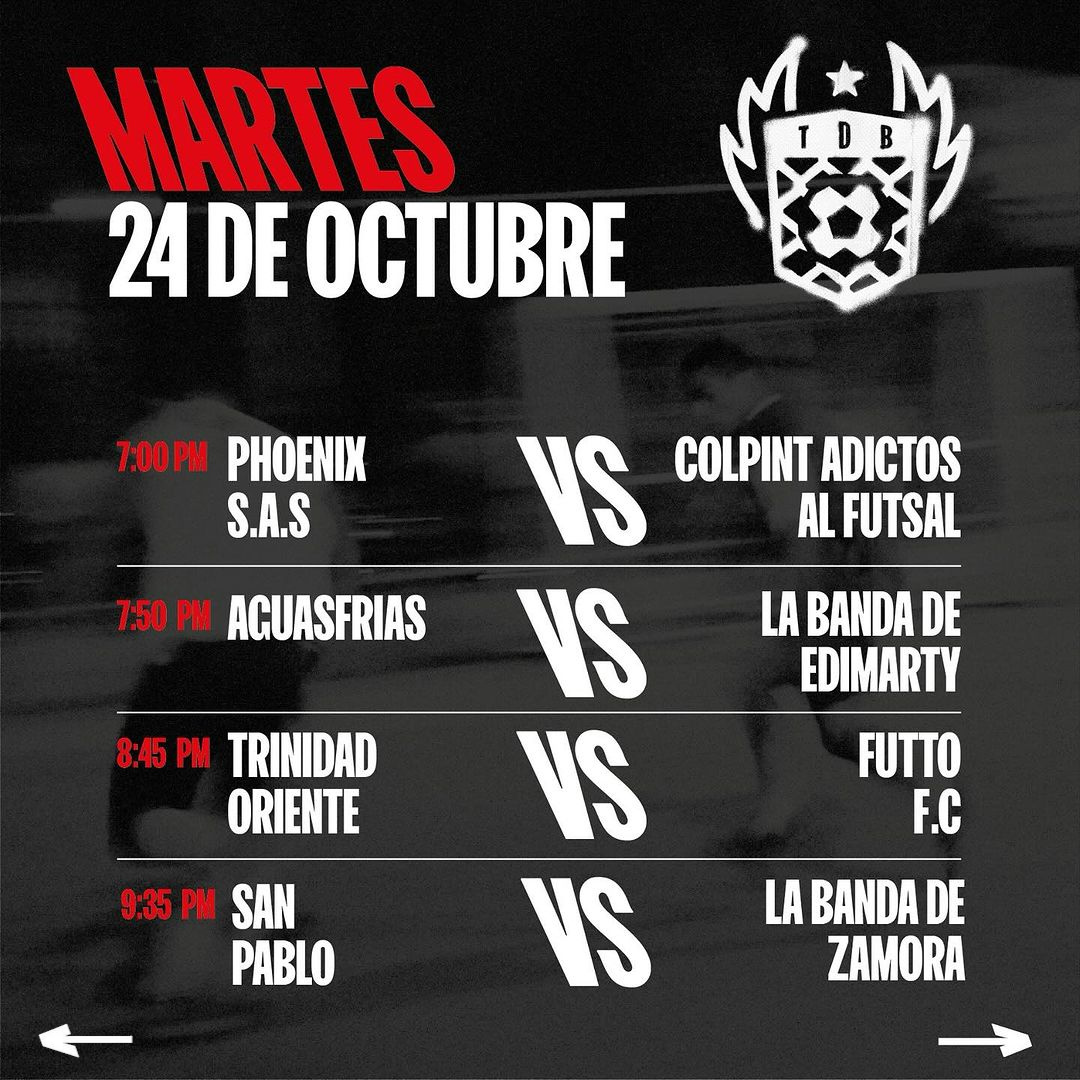 MARTES
24 DE OCTUBRE
TDB
7:00 PM PHOENIX S.A.S VS COLPINT ADICTOS AL FUTSAL
7:50 PM AGUASFRIAS VS LA BANDA DE EDIMARTY
8:45 PM TRINIDAD ORIENTE VS FUTTO F.C
9:35 PM SAN PABLO VS LA BANDA DE ZAMORA